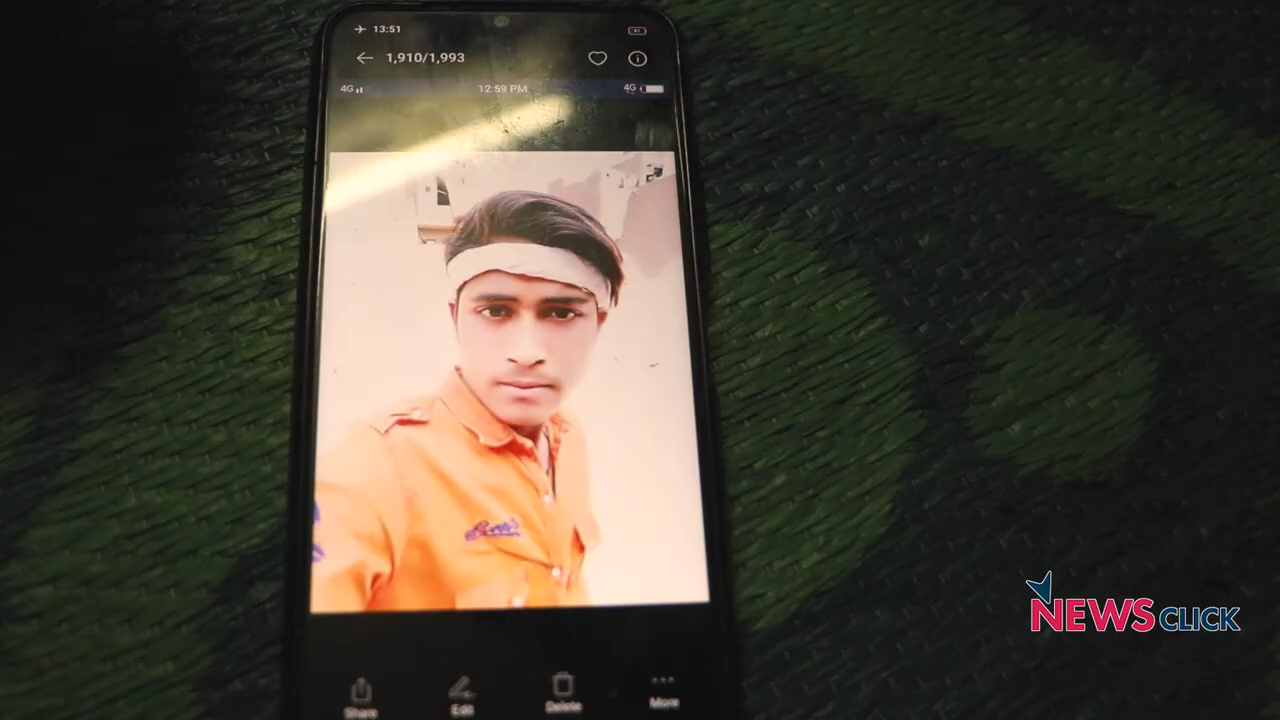 13:51
1,910/1,993
4G 12:59 PM 4G
Share Edit Delete More
NEWSCLICK